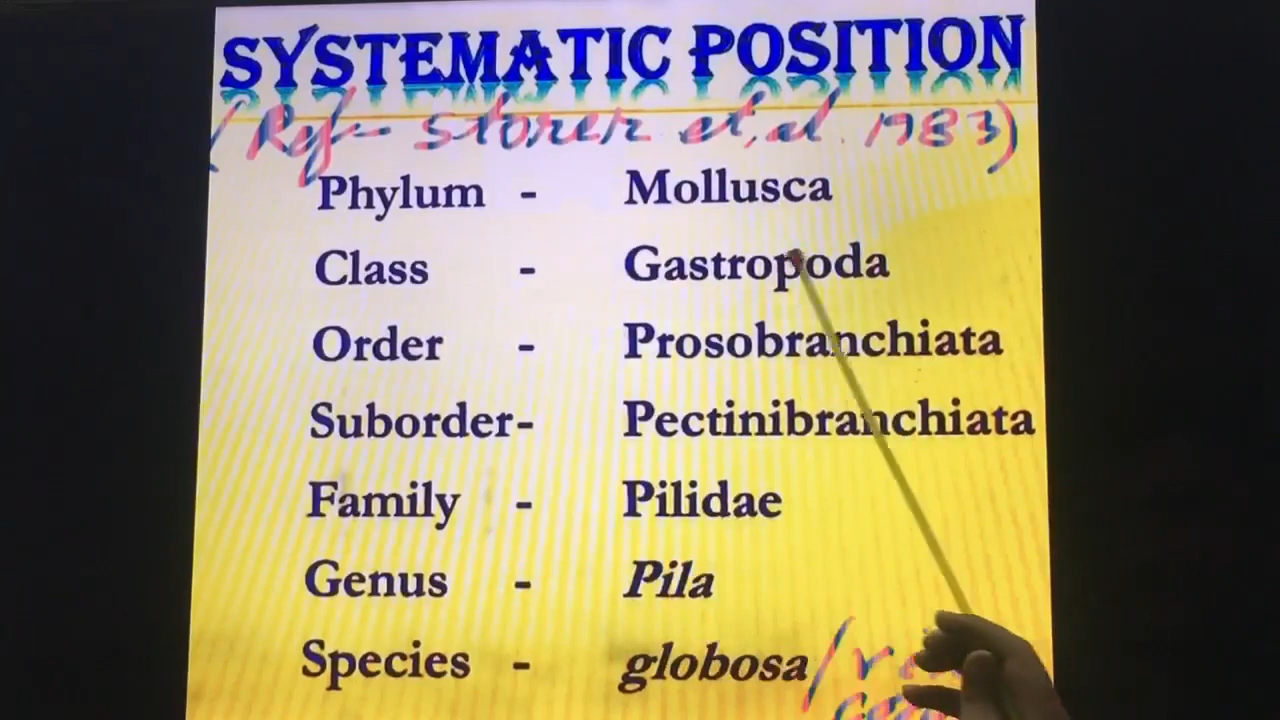 SYSTEMATIC POSITION
(Ref- Storer et.al. 1983)
Phylum - Mollusca
Class - Gastropoda
Order - Prosobranchiata
Suborder- Pectinibranchiata
Family - Pilidae
Genus - Pila
Species - globosa